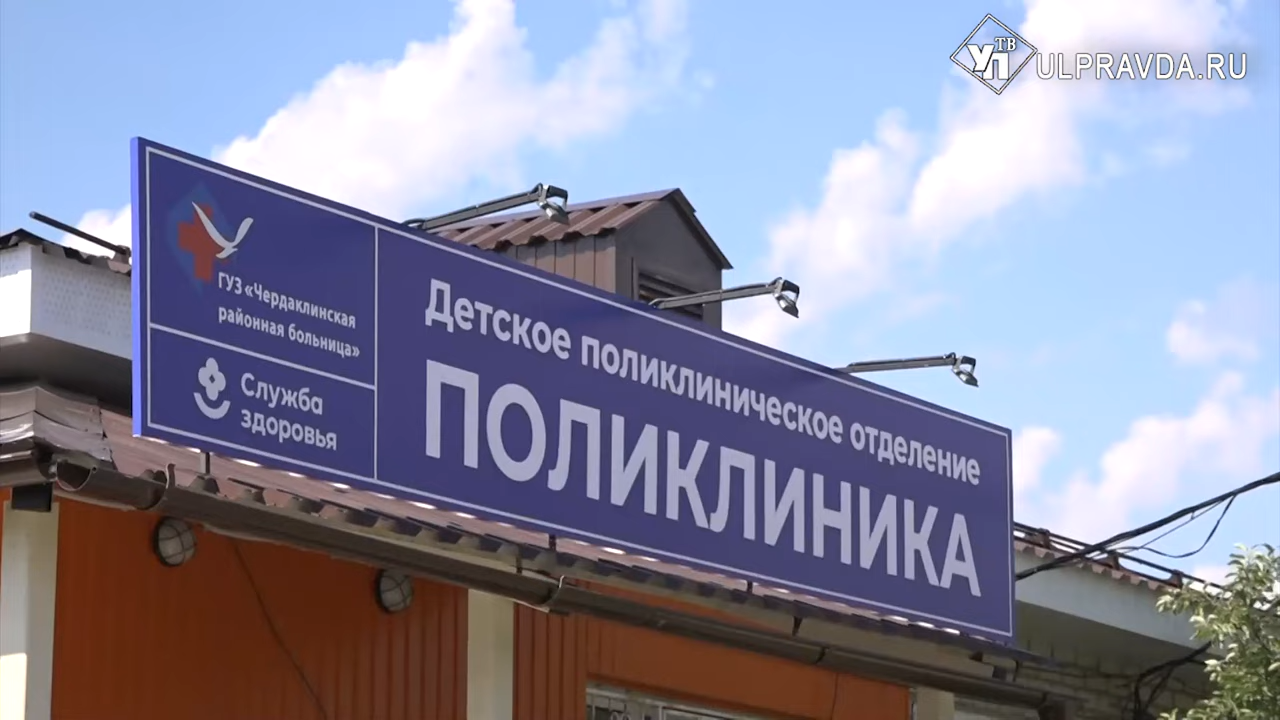 УП ТВ ULPRAVDA.RU
ГУЗ «Чердаклинская
районная больница»
Служба
здоровья
Детское поликлиническое отделение
ПОЛИКЛИНИКА